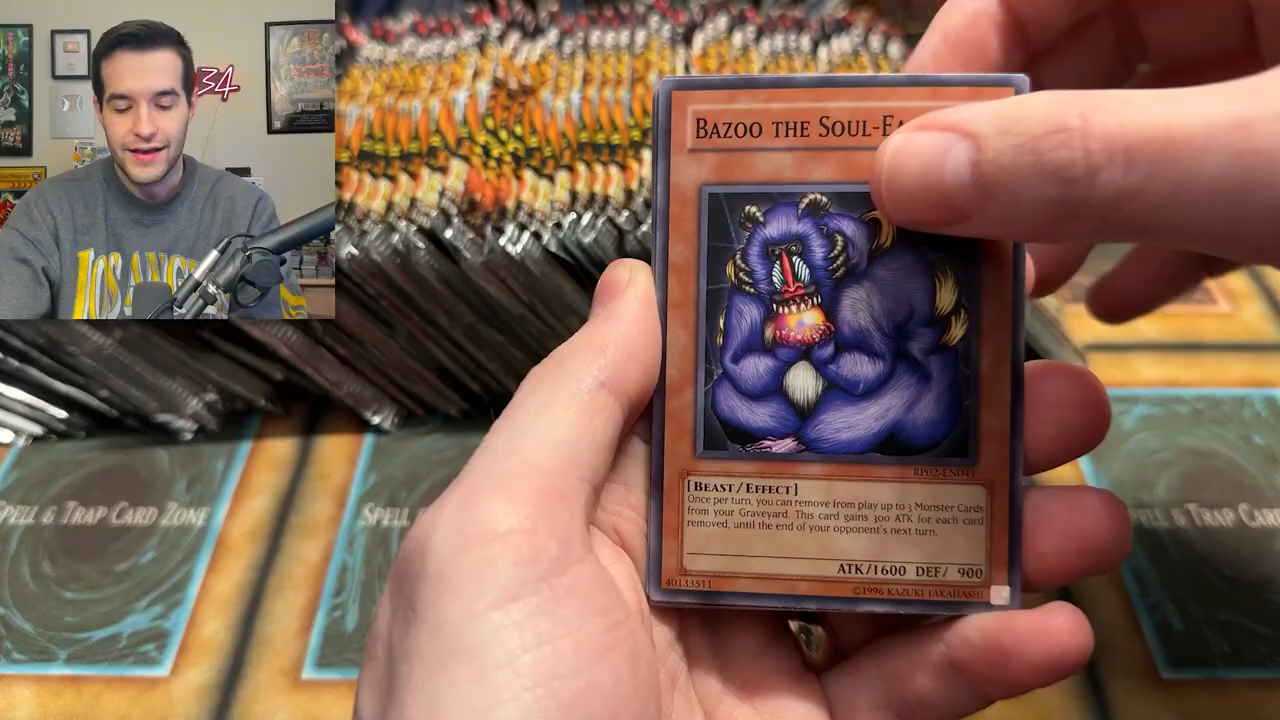 34
LOS ANG
BAZOO THE SOUL-EA
RP02-EN041
[BEAST/EFFECT]
Once per turn, you can remove from play up to 3 Monster Cards
from your Graveyard. This card gains 300 ATK for each card
removed, until the end of your opponent's next turn.
ATK/1600 DEF/ 900
40133511
©1996 KAZUKI TAKAHASHI
SPELL & TRAP CARD ZONE
SPELL
SPELL & TRAP CARD